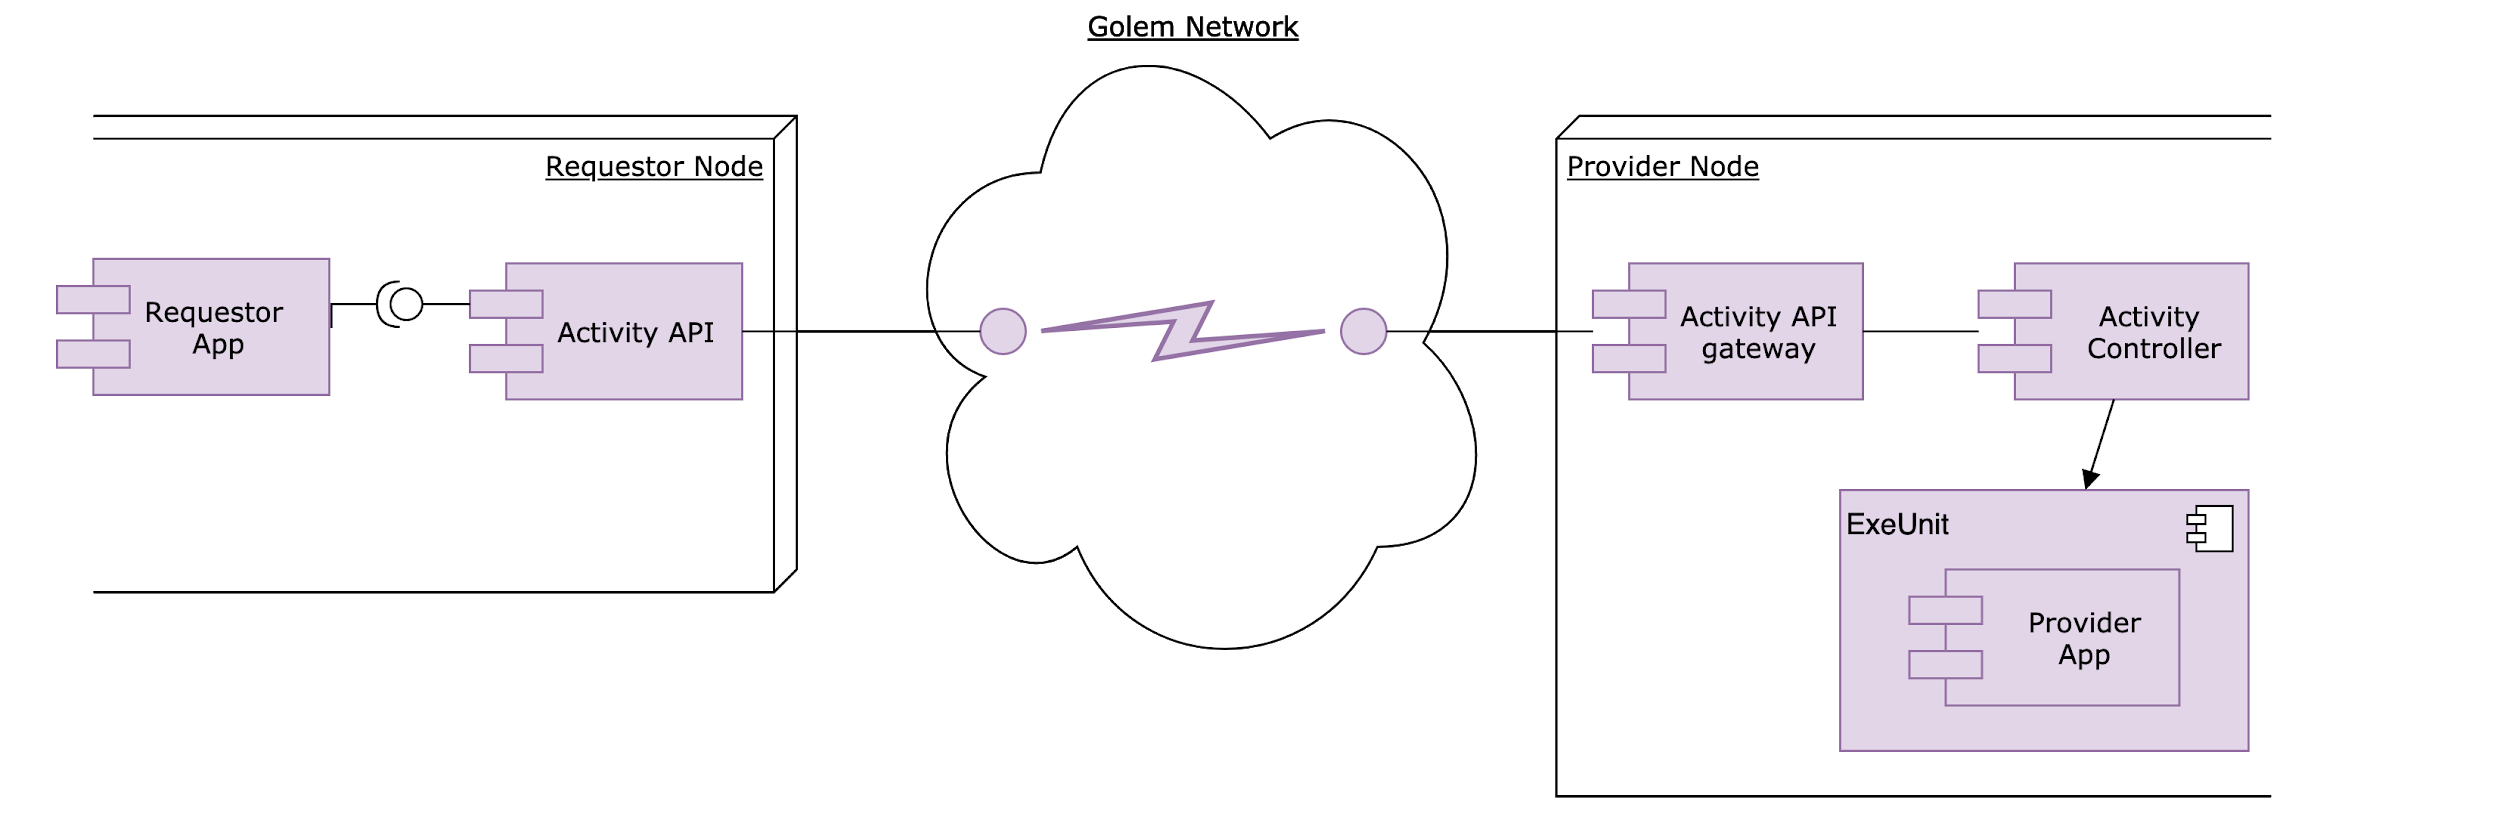 Golem Network
Requestor Node
Provider Node
Requestor
App
Activity API
Activity API
gateway
Activity
Controller
ExeUnit
Provider
App